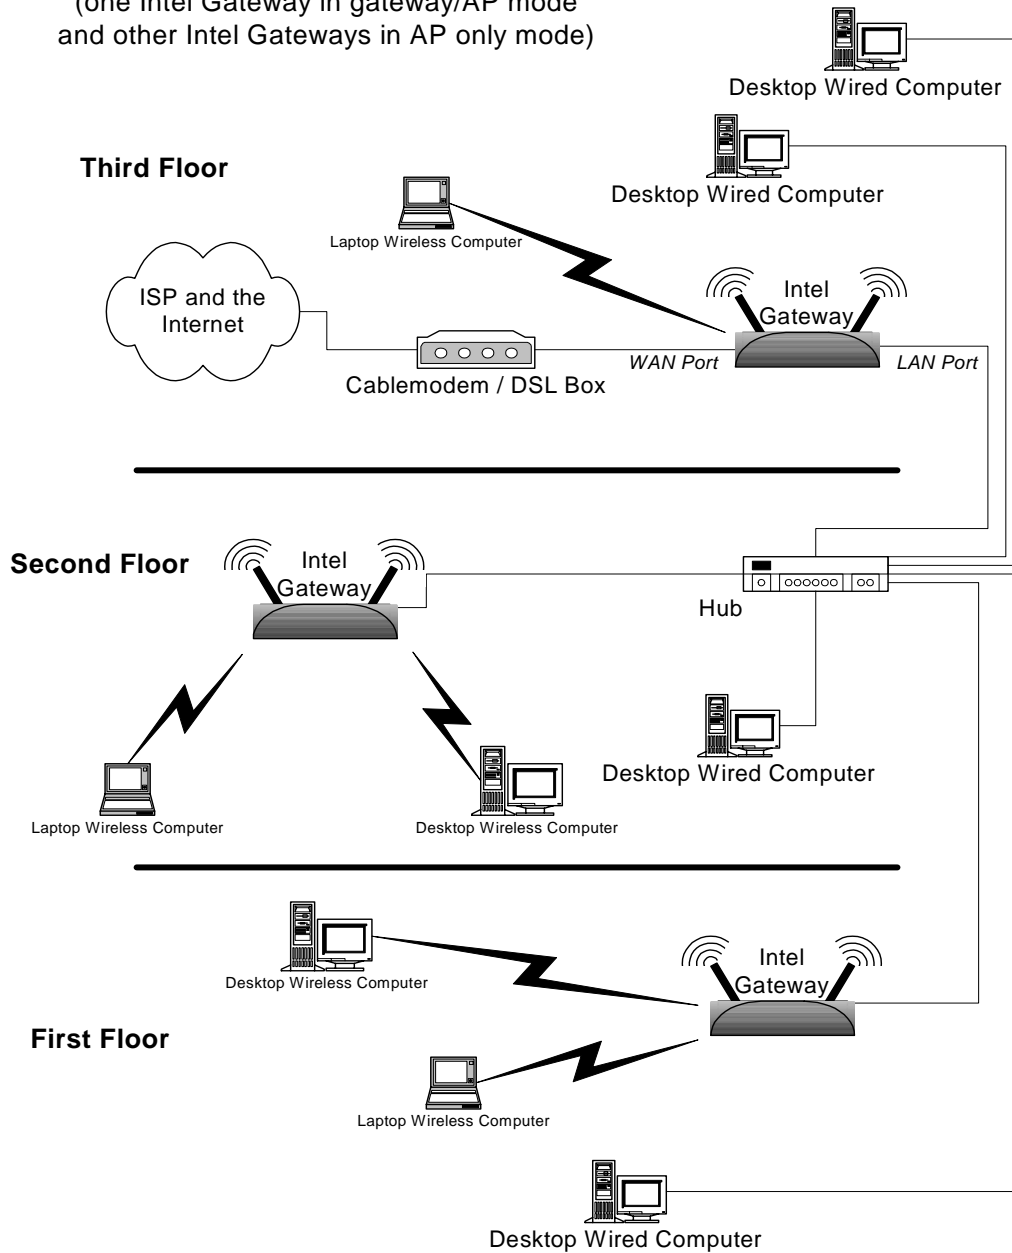 (one Intel Gateway in gateway/AP mode
and other Intel Gateways in AP only mode)
Desktop Wired Computer
Third Floor
Desktop Wired Computer
Laptop Wireless Computer
ISP and the
Internet
Intel
Gateway
WAN Port
LAN Port
Cablemodem / DSL Box
Second Floor
Intel
Gateway
Hub
Desktop Wired Computer
Laptop Wireless Computer
Desktop Wireless Computer
Desktop Wireless Computer
Intel
Gateway
First Floor
Laptop Wireless Computer
Desktop Wired Computer